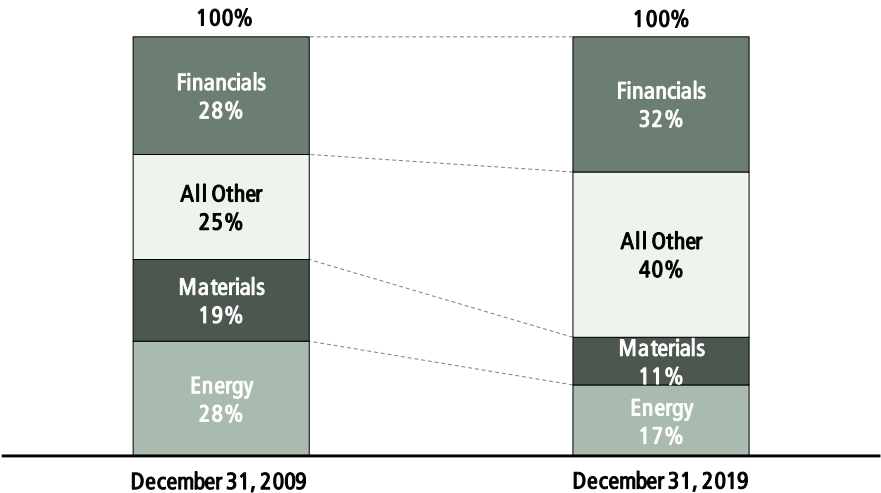 100%
100%
Financials
28%
Financials
32%
All Other
25%
All Other
40%
Materials
19%
Materials
11%
Energy
28%
Energy
17%
December 31, 2009
December 31, 2019